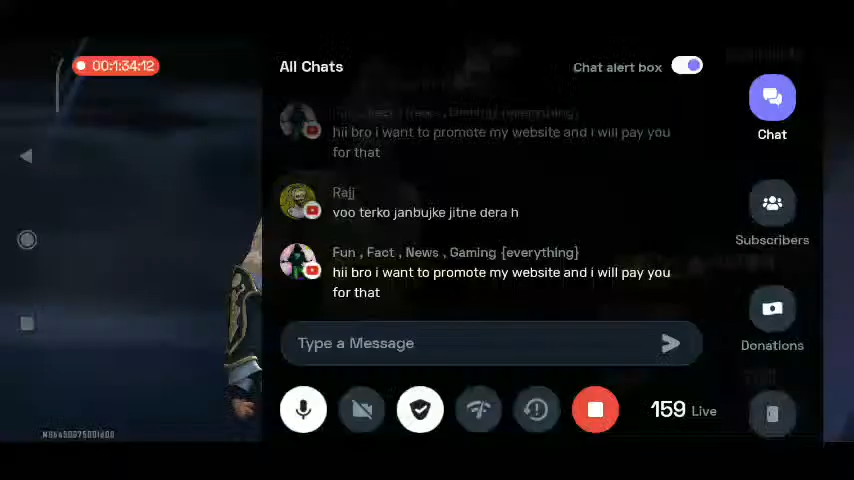 00:1:34:12
All Chats
Chat alert box
hii bro i want to promote my website and i will pay you
for that
Chat
Rajj
voo terko janbujke jitne dera h
Subscribers
Fun , Fact , News , Gaming {everything}
hii bro i want to promote my website and i will pay you
for that
Type a Message
Donations
159 Live